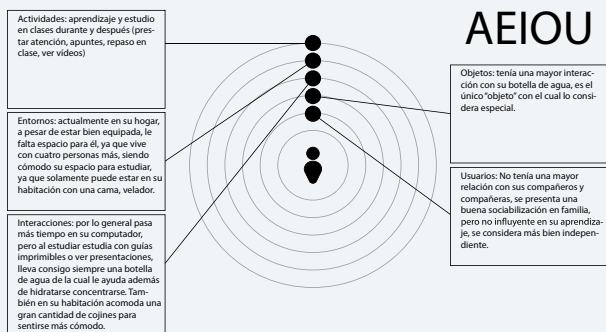 AEIOU
Actividades: aprendizaje y estudio
en clases durante y después (pres-
tar atención, apuntes, repaso en
clase, ver vídeos)
Entornos: actualmente en su hogar,
a pesar de estar bien equipada, le
falta espacio para él, ya que vive
con cuatro personas más, siendo
cómodo su espacio para estudiar,
ya que solamente puede estar en su
habitación con una cama, velador.
Interacciones: por lo general pasa
más tiempo en su computador,
pero al estudiar estudia con guías
imprimibles o ver presentaciones,
lleva consigo siempre una botella
de agua de la cual le ayuda además
de hidratarse concentrarse. Tam-
bién en su habitación acomoda una
gran cantidad de cojines para
sentirse más cómodo.
Objetos: tenía una mayor interac-
ción con su botella de agua, es el
único "objeto" con el cual lo consi-
dera especial.
Usuarios: No tenía una mayor
relación con sus compañeros y
compañeras, se presenta una
buena sociabilización en familia,
pero no influyente en su aprendiza-
je, se considera más bien indepen-
diente.